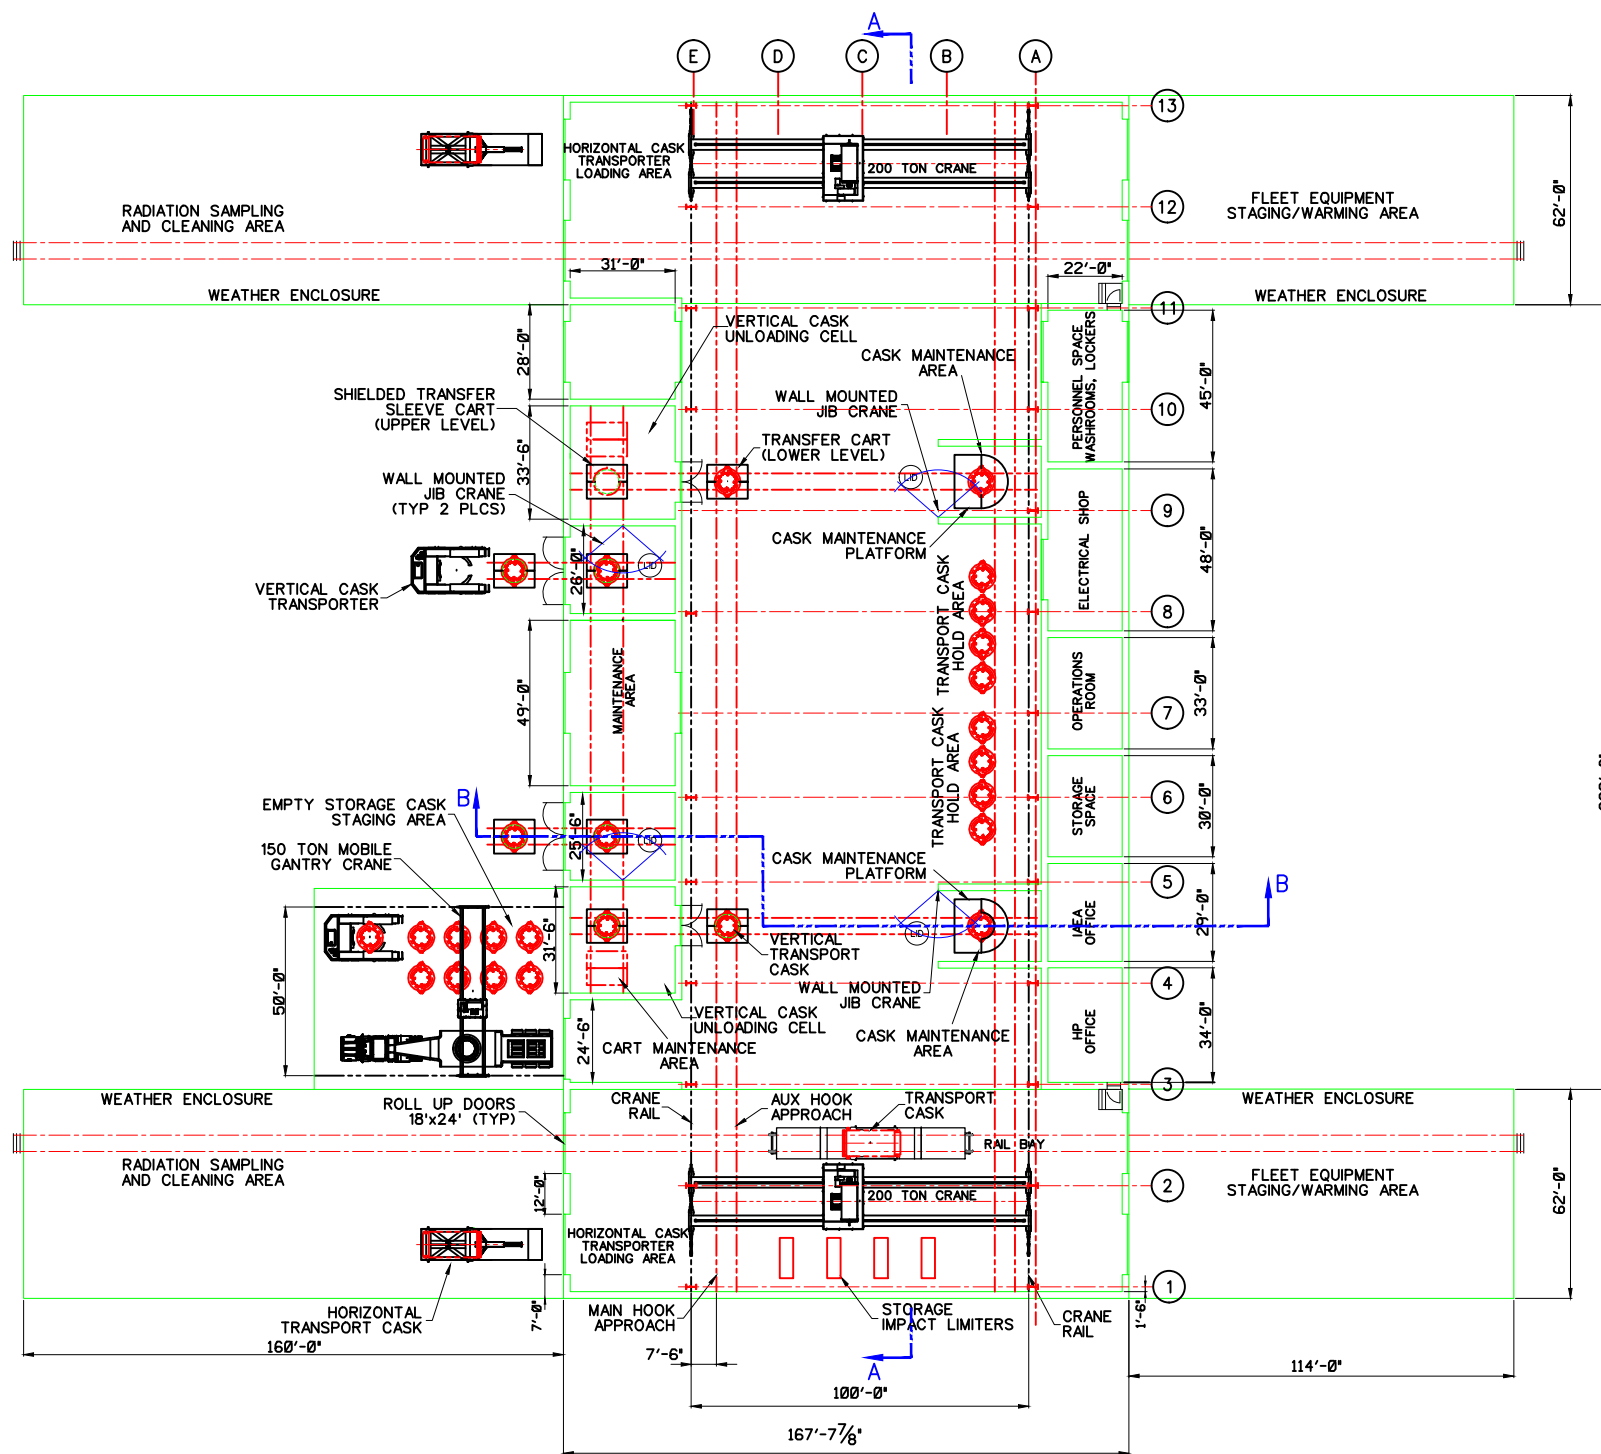 A
E
D
C
B
A
13
HORIZONTAL CASK
TRANSPORTER
LOADING AREA
200 TON CRANE
62'-0"
RADIATION SAMPLING
AND CLEANING AREA
12
FLEET EQUIPMENT
STAGING/WARMING AREA
31'-0"
22'-0"
WEATHER ENCLOSURE
WEATHER ENCLOSURE
11
28'-0"
VERTICAL CASK
UNLOADING CELL
CASK MAINTENANCE
AREA
PERSONNEL SPACE
WASHROOMS, LOCKERS
45'-0"
SHIELDED TRANSFER
SLEEVE CART
(UPPER LEVEL)
WALL MOUNTED
JIB CRANE
10
33'-6"
TRANSFER CART
(LOWER LEVEL)
WALL MOUNTED
JIB CRANE
(TYP 2 PLCS)
LID
9
CASK MAINTENANCE
PLATFORM
ELECTRICAL SHOP
48'-0"
26'-0"
LID
VERTICAL CASK
TRANSPORTER
TRANSPORT CASK
HOLD AREA
8
49'-0"
MAINTENANCE
AREA
OPERATIONS
ROOM
33'-0"
7
TRANSPORT CASK
HOLD AREA
B
6
STORAGE
SPACE
30'-0"
EMPTY STORAGE CASK
STAGING AREA
25'-6"
LID
150 TON MOBILE
GANTRY CRANE
CASK MAINTENANCE
PLATFORM
5
B
31'-6"
LID
AREA
OFFICE
29'-0"
VERTICAL
TRANSPORT
CASK
50'-0"
WALL MOUNTED
JIB CRANE
4
VERTICAL CASK
UNLOADING CELL
24'-6"
CART MAINTENANCE
AREA
CASK MAINTENANCE
AREA
HP
OFFICE
34'-0"
3
WEATHER ENCLOSURE
ROLL UP DOORS
18'x24' (TYP)
CRANE
RAIL
AUX HOOK
APPROACH
TRANSPORT
CASK
WEATHER ENCLOSURE
RAIL BAY
RADIATION SAMPLING
AND CLEANING AREA
12'-0"
200 TON CRANE
2
FLEET EQUIPMENT
STAGING/WARMING AREA
62'-0"
HORIZONTAL CASK
TRANSPORTER
LOADING AREA
1
7'-0"
1'-6"
HORIZONTAL
TRANSPORT CASK
MAIN HOOK
APPROACH
STORAGE
IMPACT LIMITERS
CRANE
RAIL
160'-0"
7'-6"
A
114'-0"
100'-0"
167'-7 7/8"